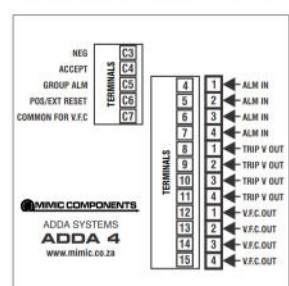 NEG C3
ACCEPT C4
GROUP ALM C5
POS/EXT RESET C6
COMMON FOR V.F.C C7
TERMINALS
TERMINALS
4 1 ALM IN
5 2 ALM IN
6 3 ALM IN
7 4 ALM IN
8 1 TRIP V OUT
9 2 TRIP V OUT
10 3 TRIP V OUT
11 4 TRIP V OUT
12 1 V.F.C.OUT
13 2 V.F.C.OUT
14 3 V.F.C.OUT
15 4 V.F.C.OUT
MIMIC COMPONENTS
ADDA SYSTEMS
ADDA 4
www.mimic.co.za